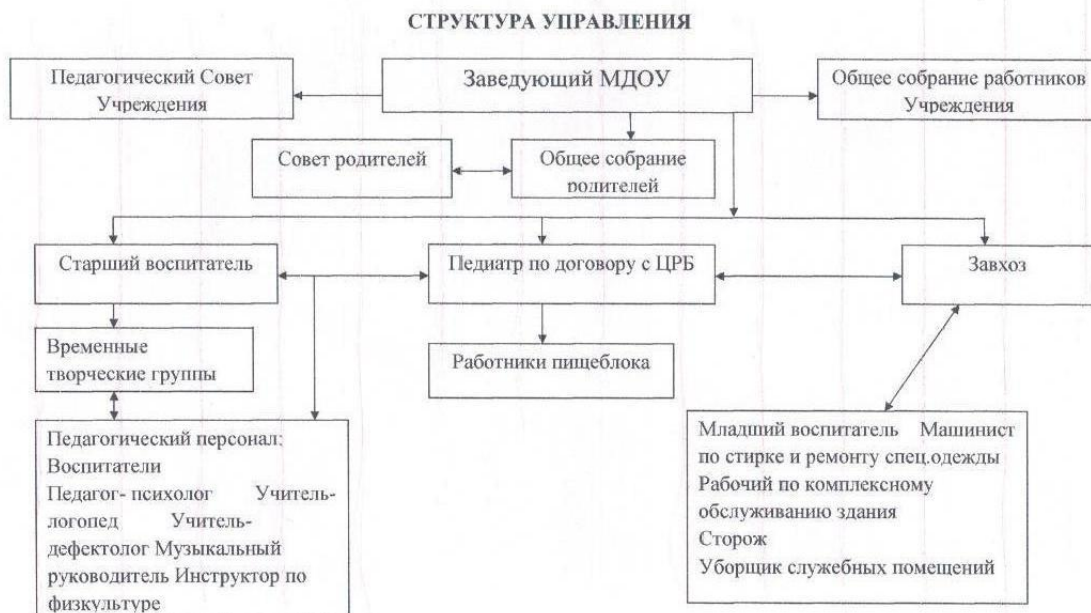 СТРУКТУРА УПРАВЛЕНИЯ
Педагогический Совет
Учреждения
Заведующий МДОУ
Общее собрание работников
Учреждения
Совет родителей
Общее собрание
родителей
Старший воспитатель
Педиатр по договору с ЦРБ
Завхоз
Временные
творческие группы
Работники пищеблока
Педагогический персонал:
Воспитатели
Педагог- психолог Учитель-
логопед Учитель-
дефектолог Музыкальный
руководитель Инструктор по
физкультуре
Младший воспитатель Машинист
по стирке и ремонту спец.одежды
Рабочий по комплексному
обслуживанию здания
Сторож
Уборщик служебных помещений